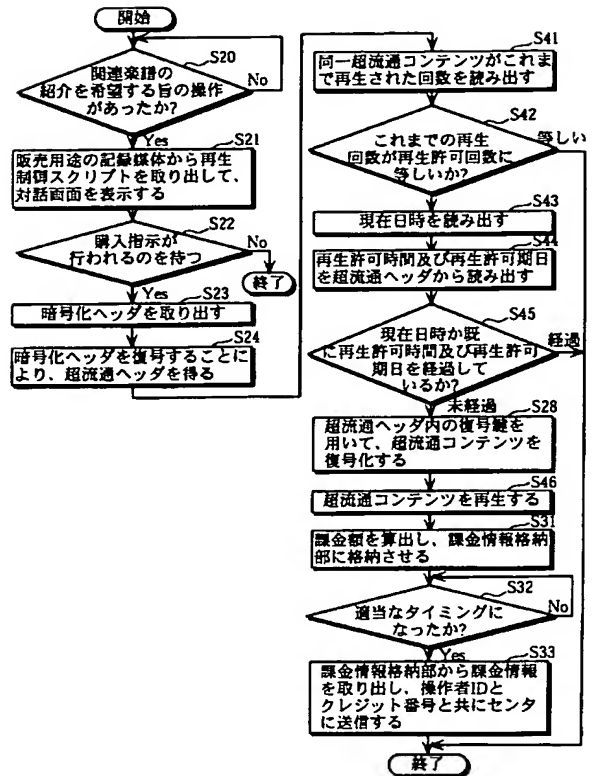 開始
S20
関連楽譜の
紹介を希望する旨の操作
があったか?
No
Yes
S21
販売用途の記録媒体から再生
制御スクリプトを取り出して、
対話画面を表示する
S22
購入指示が
行われるのを待つ
No
終了
Yes
S23
暗号化ヘッダを取り出す
S24
暗号化ヘッダを復号することに
より、超流通ヘッダを得る
S41
同一超流通コンテンツがこれま
で再生された回数を読み出す
S42
これまでの再生
回数が再生許可回数に
等しいか?
等しい
S43
現在日時を読み出す
S44
再生許可時間及び再生許可期日
を超流通ヘッダから読み出す
S45
現在日時か既
に再生許可時間及び再生許可
期日を経過して
いるか?
経過
未経過
S28
超流通ヘッダ内の復号鍵を
用いて、超流通コンテンツを
復号化する
S46
超流通コンテンツを再生する
S31
課金額を算出し、課金情報格納
部に格納させる
S32
適当なタイミングに
なったか?
No
Yes
S33
課金情報格納部から課金情報
を取り出し、操作者IDと
クレジット番号と共にセンタ
に送信する
終了